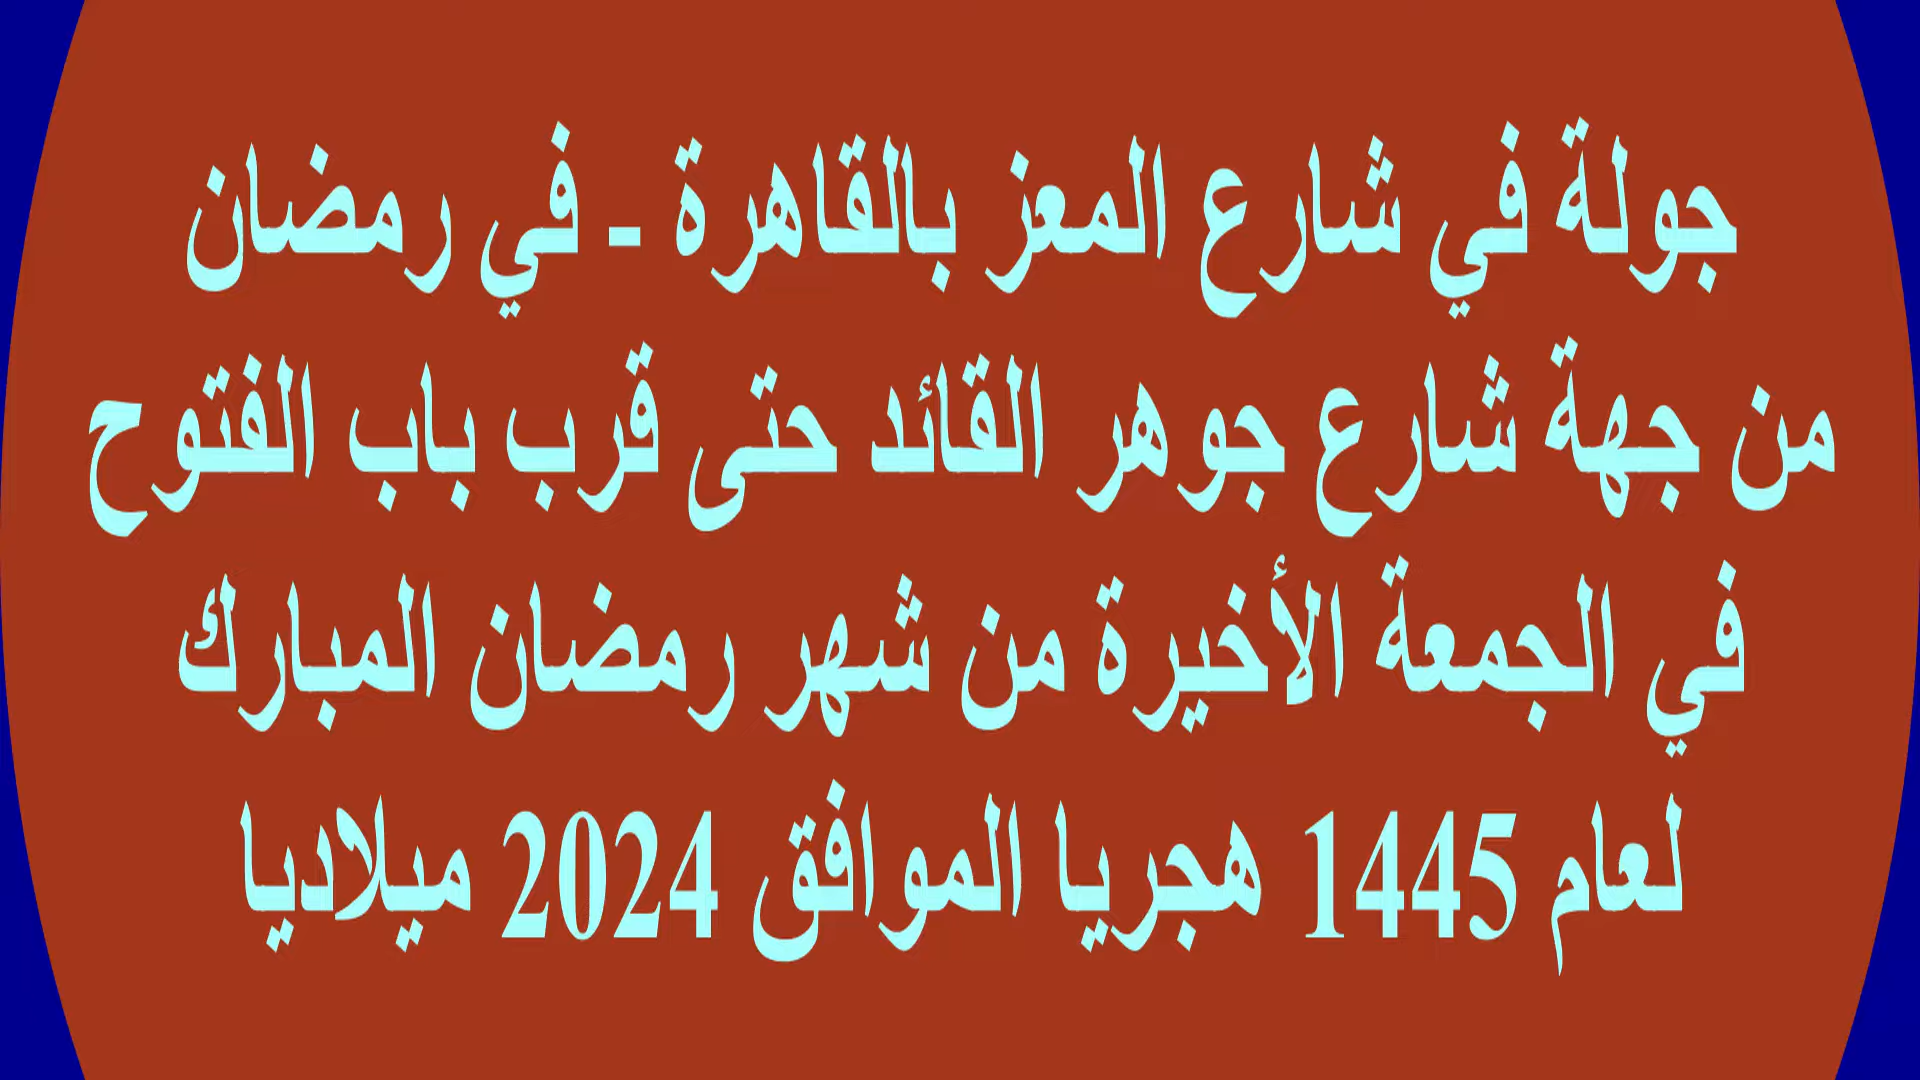 جولة في شارع المعز بالقاهرة - في رمضان
من جهة شارع جوهر القائد حتى قرب باب الفتوح
في الجمعة الأخيرة من شهر رمضان المبارك
لعام 1445 هجريا الموافق 2024 ميلاديا